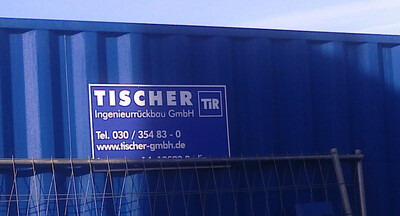 TISCHER
TiR
Ingenieurrückbau GmbH
Tel. 030 / 354 83 - 0
www.tischer-gmbh.de